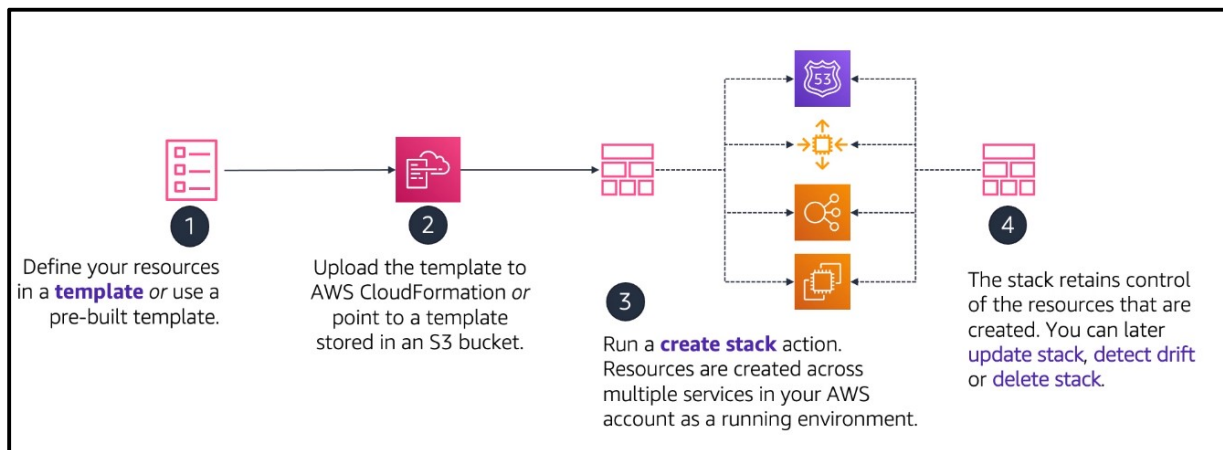 53
1
Define your resources
in a template or use a
pre-built template.
2
Upload the template to
AWS CloudFormation or
point to a template
stored in an S3 bucket.
3
Run a create stack action.
Resources are created across
multiple services in your AWS
account as a running environment.
4
The stack retains control
of the resources that are
created. You can later
update stack, detect drift
or delete stack.